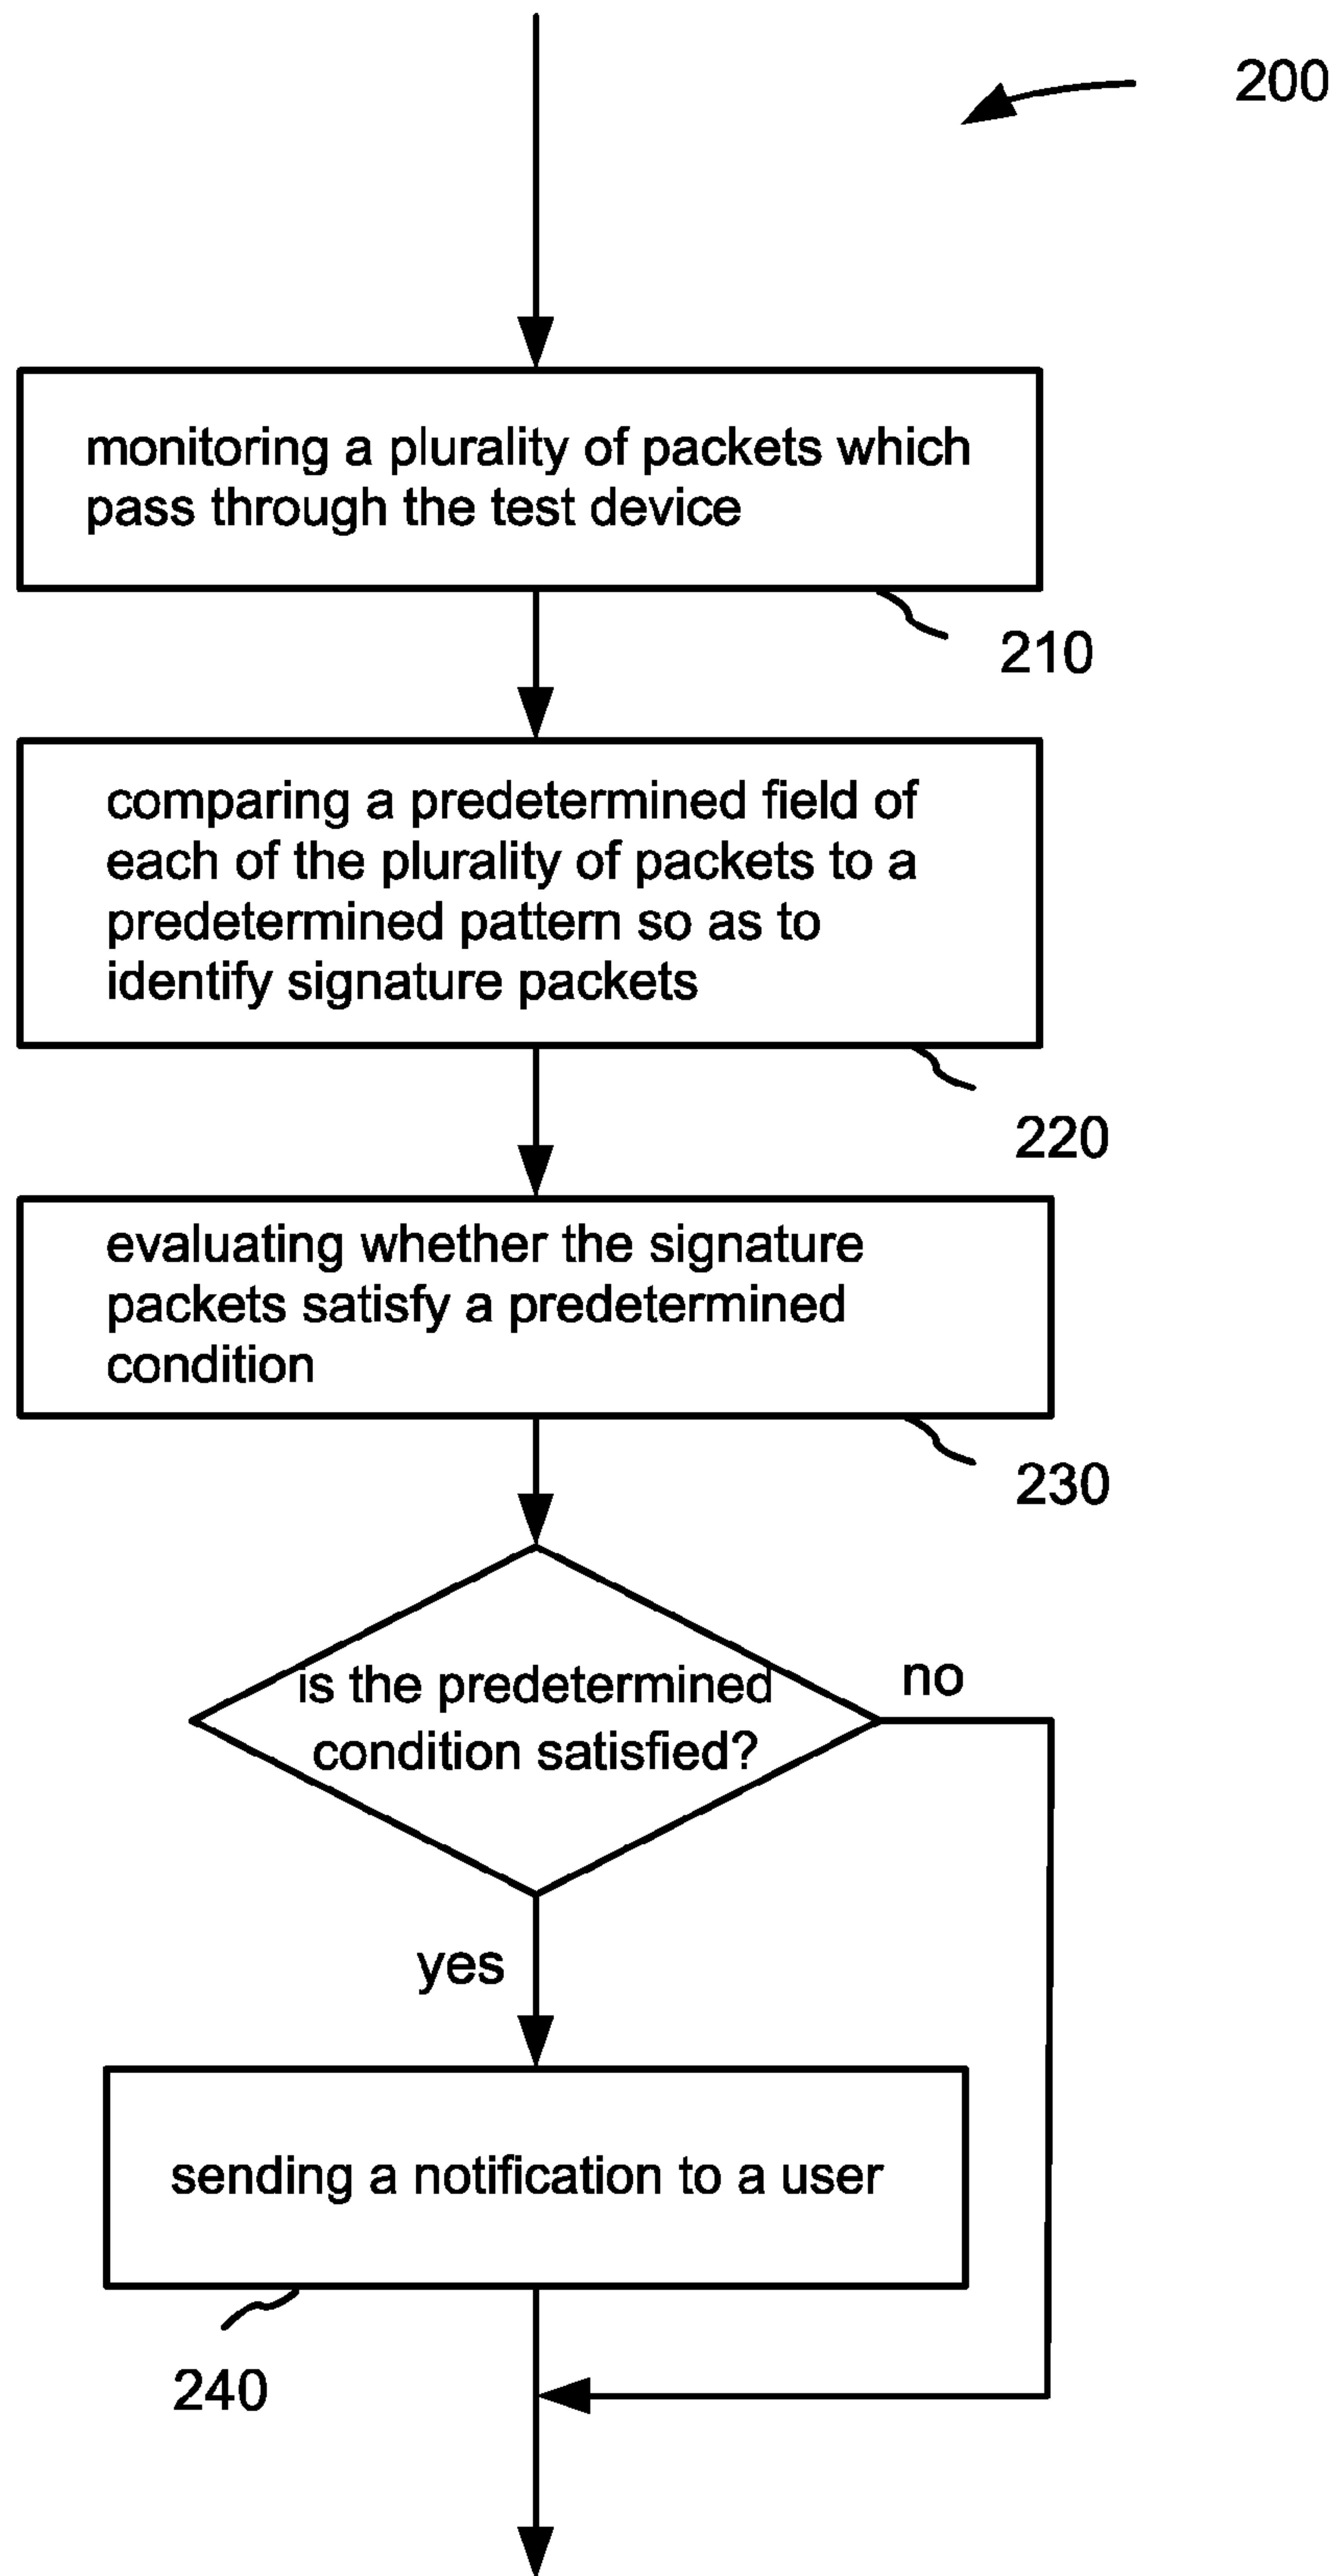 200
monitoring a plurality of packets which
pass through the test device
210
comparing a predetermined field of
each of the plurality of packets to a
predetermined pattern so as to
identify signature packets
220
evaluating whether the signature
packets satisfy a predetermined
condition
230
is the predetermined
condition satisfied?
no
yes
sending a notification to a user
240